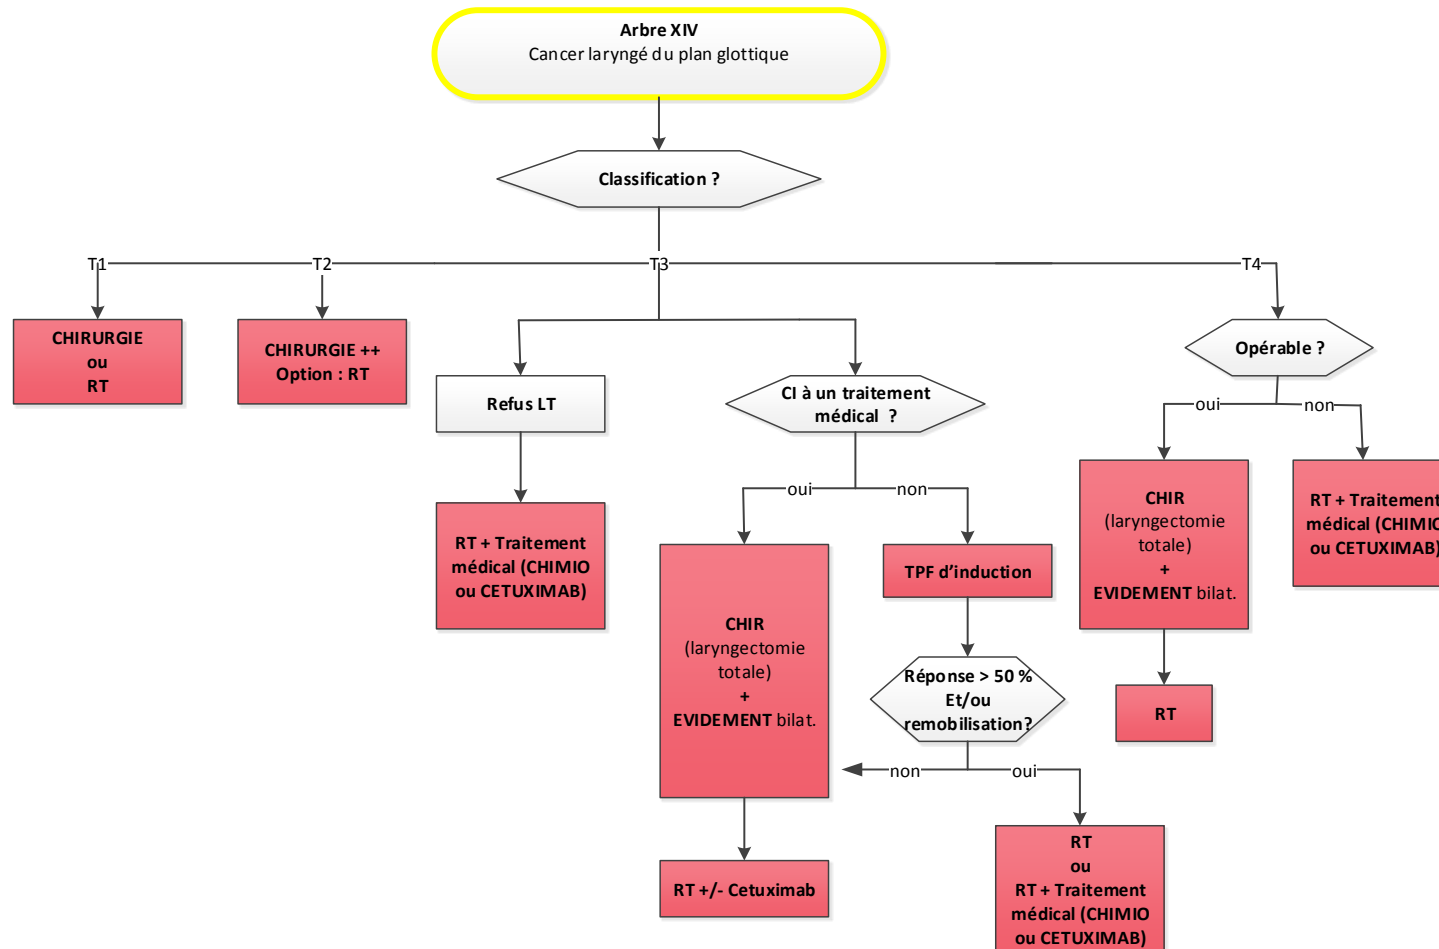 Arbre XIV
Cancer laryngé du plan glottique
Classification ?
T1
T2
T3
T4
CHIRURGIE
ou
RT
CHIRURGIE ++
Option : RT
Refus LT
RT + Traitement
médical (CHIMIO
ou CETUXIMAB)
CI à un traitement
médical ?
oui
non
CHIR
(laryngectomie
totale)
+
EVIDEMENT bilat.
RT +/- Cetuximab
TPF d’induction
Réponse > 50 %
Et/ou
remobilisation?
non
oui
RT
ou
RT + Traitement
médical (CHIMIO
ou CETUXIMAB)
Opérable ?
oui
non
CHIR
(laryngectomie
totale)
+
EVIDEMENT bilat.
RT
RT + Traitement
médical (CHIMIO
ou CETUXIMAB)